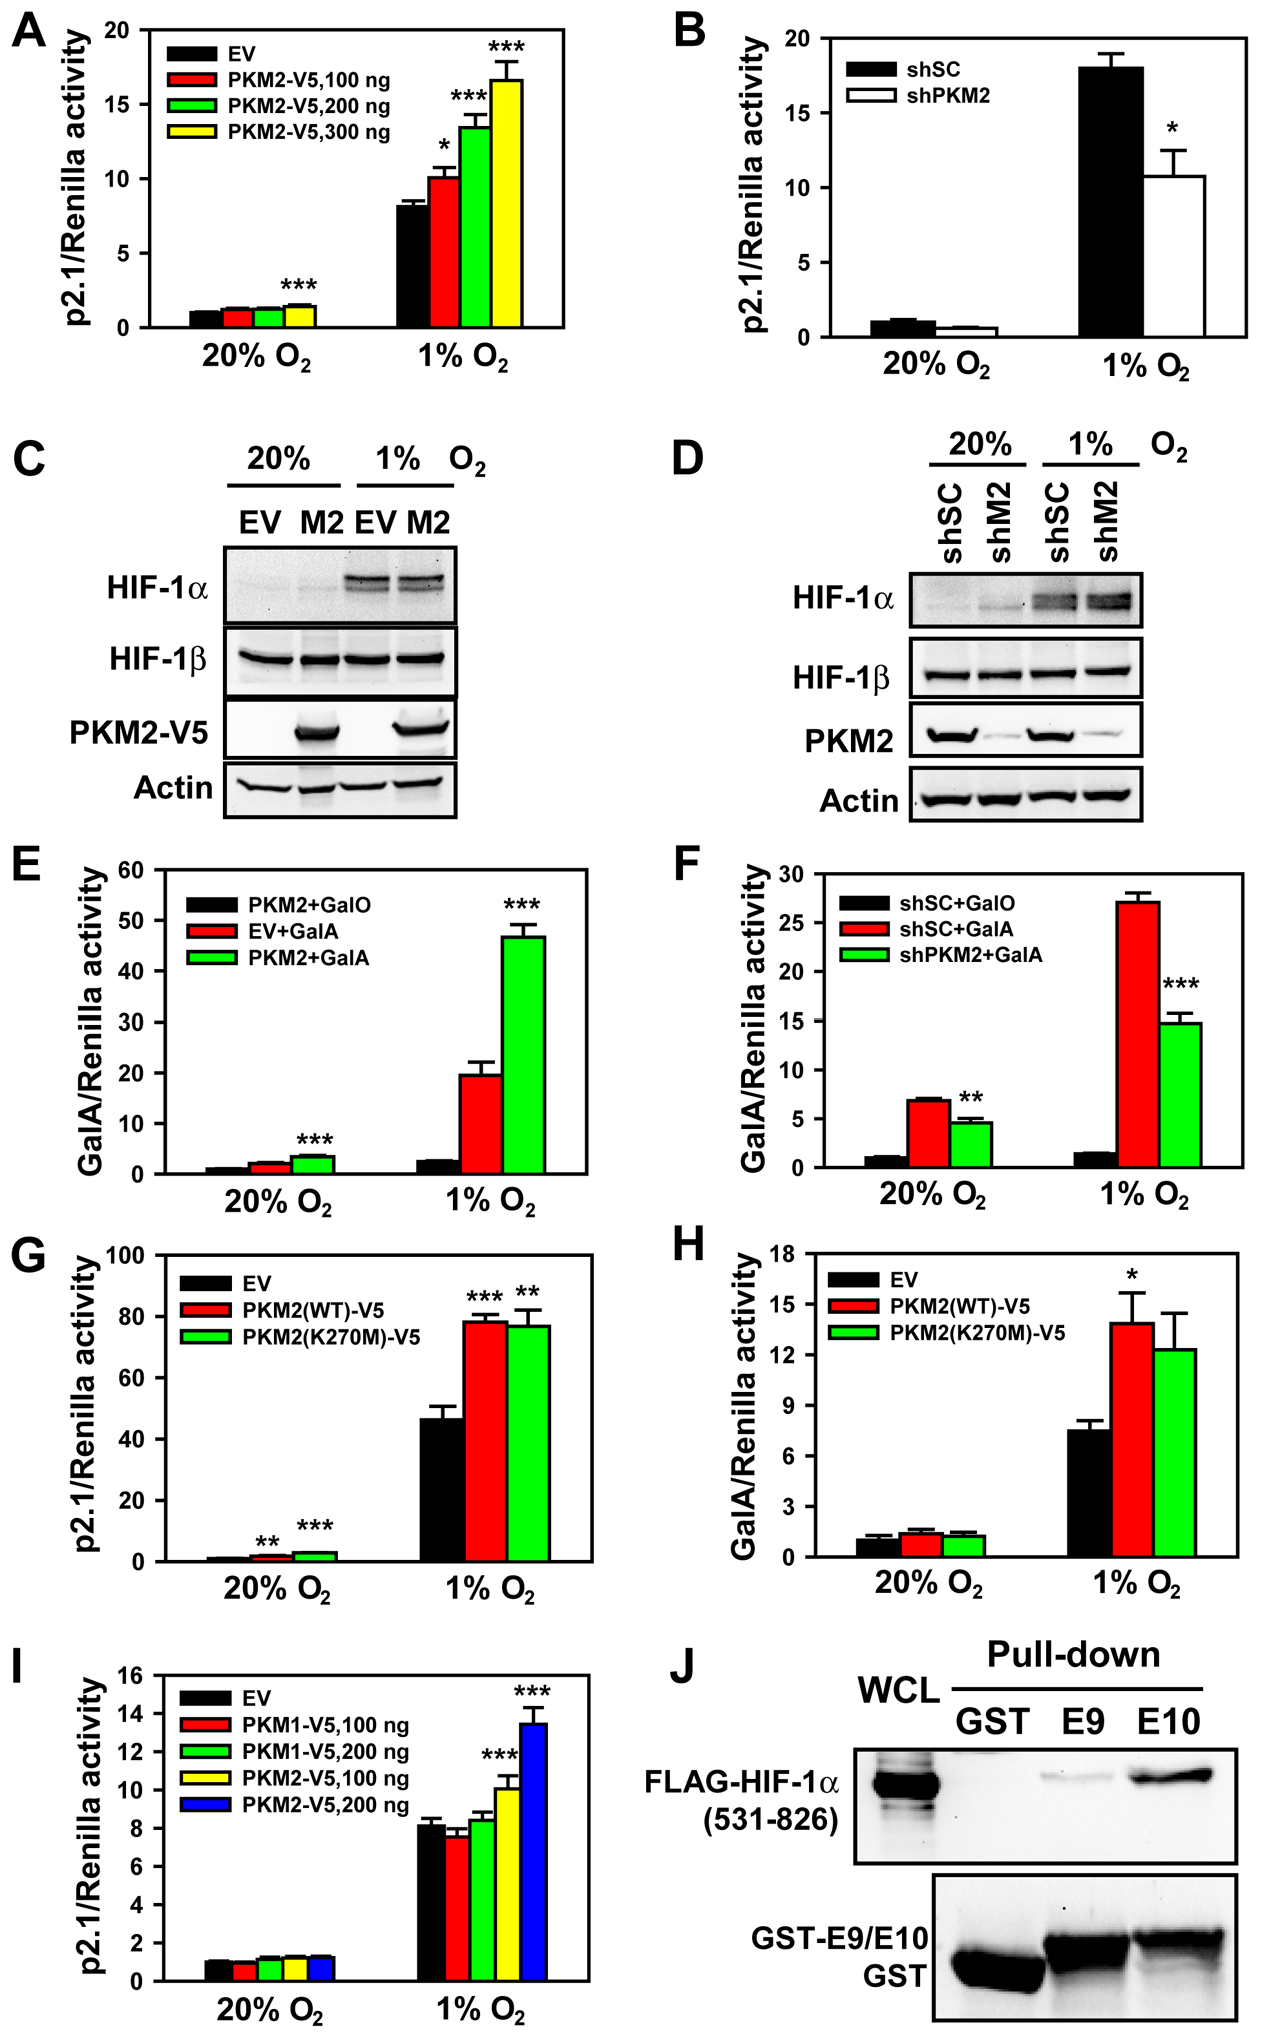 A
p2.1/Renilla activity
20
15
10
5
0
EV
PKM2-V5,100 ng
PKM2-V5,200 ng
PKM2-V5,300 ng
***
*
***
***
20% O2
1% O2
B
p2.1/Renilla activity
20
15
10
5
0
shSC
shPKM2
*
20% O2
1% O2
C
20% 1% O2
EV M2 EV M2
HIF-1α
HIF-1β
PKM2-V5
Actin
D
20% 1% O2
shSC shM2 shSC shM2
HIF-1α
HIF-1β
PKM2
Actin
E
GalA/Renilla activity
60
50
40
30
20
10
0
PKM2+GalO
EV+GalA
PKM2+GalA
***
***
20% O2
1% O2
F
GalA/Renilla activity
30
25
20
15
10
5
0
shSC+GalO
shSC+GalA
shPKM2+GalA
**
***
20% O2
1% O2
G
p2.1/Renilla activity
100
80
60
40
20
0
EV
PKM2(WT)-V5
PKM2(K270M)-V5
**
***
***
**
20% O2
1% O2
H
GalA/Renilla activity
18
15
12
9
6
3
0
EV
PKM2(WT)-V5
PKM2(K270M)-V5
*
20% O2
1% O2
I
p2.1/Renilla activity
16
14
12
10
8
6
4
2
0
EV
PKM1-V5,100 ng
PKM1-V5,200 ng
PKM2-V5,100 ng
PKM2-V5,200 ng
***
***
20% O2
1% O2
J
Pull-down
WCL
GST E9 E10
FLAG-HIF-1α
(531-826)
GST-E9/E10
GST